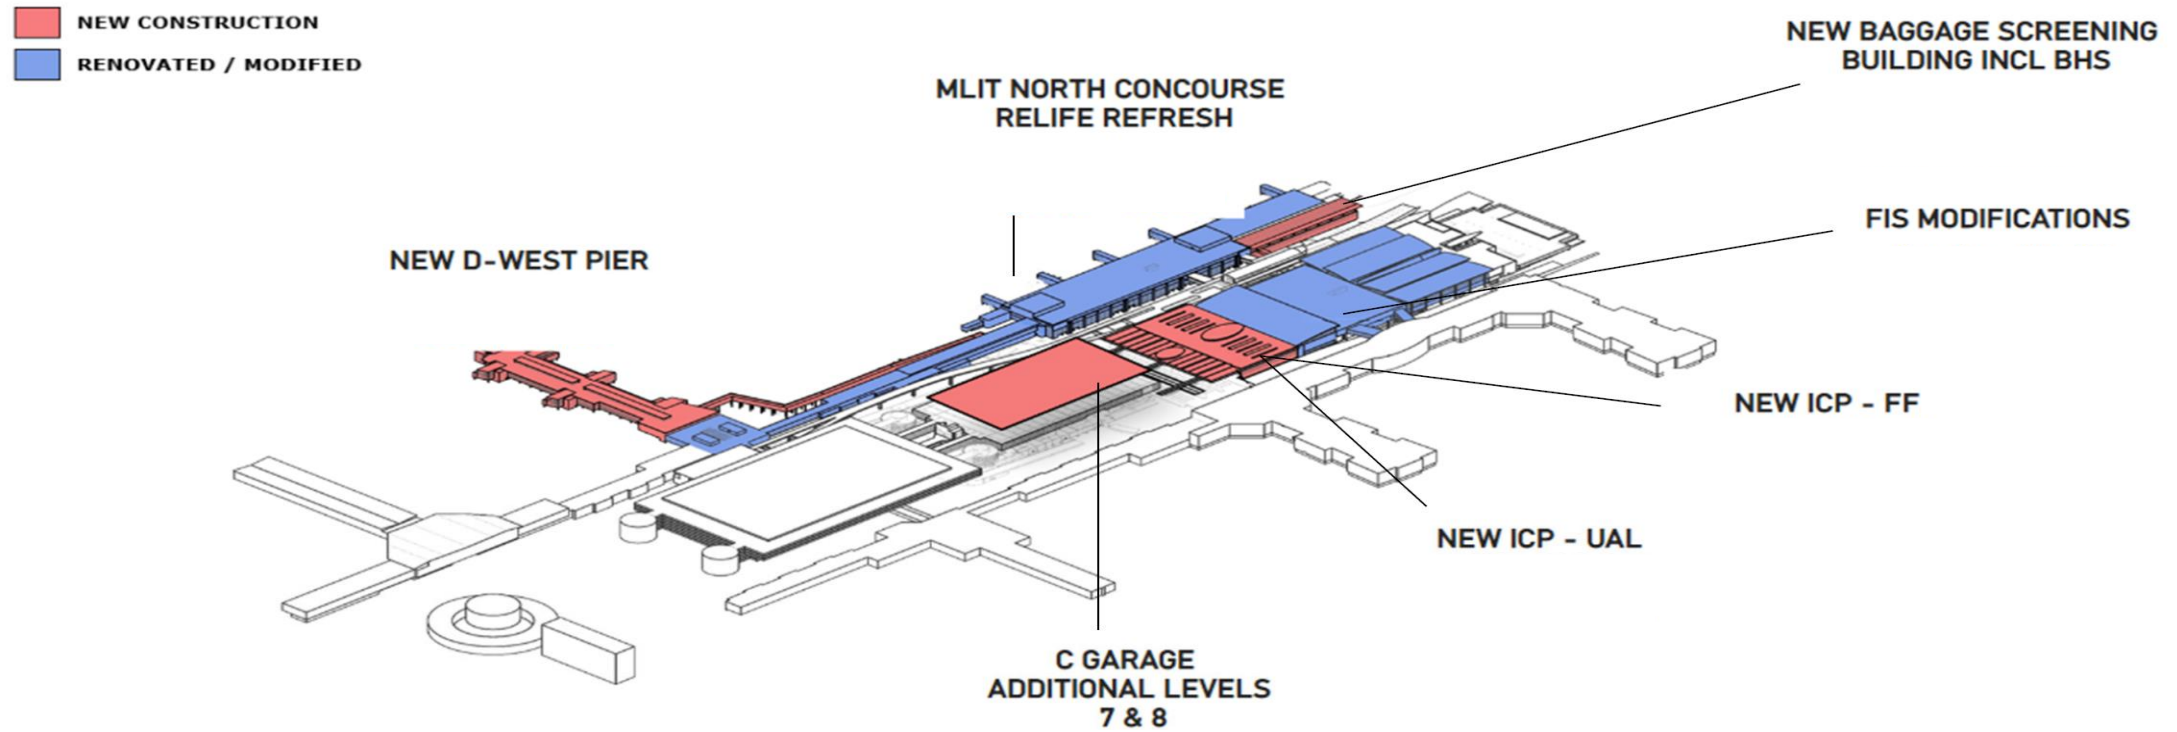 NEW CONSTRUCTION
RENOVATED / MODIFIED
NEW BAGGAGE SCREENING
BUILDING INCL BHS
MLIT NORTH CONCOURSE
RELIFE REFRESH
FIS MODIFICATIONS
NEW D-WEST PIER
NEW ICP - FF
NEW ICP - UAL
C GARAGE
ADDITIONAL LEVELS
7 & 8